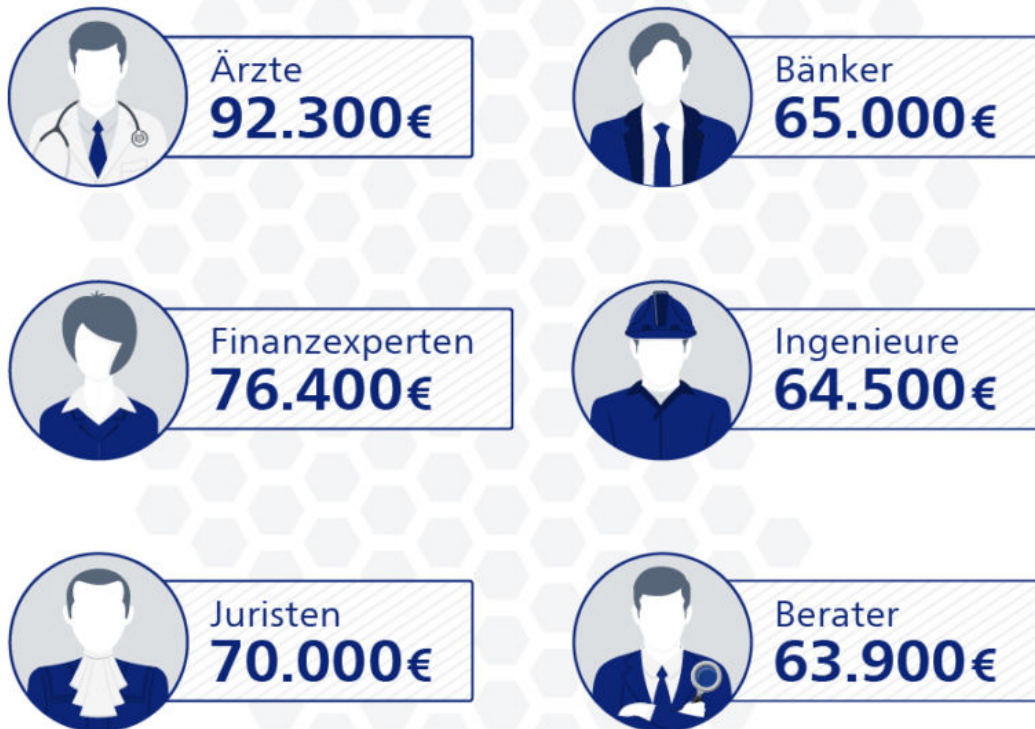 Ärzte
92.300€
Bänker
65.000€
Finanzexperten
76.400€
Ingenieure
64.500€
Juristen
70.000€
Berater
63.900€